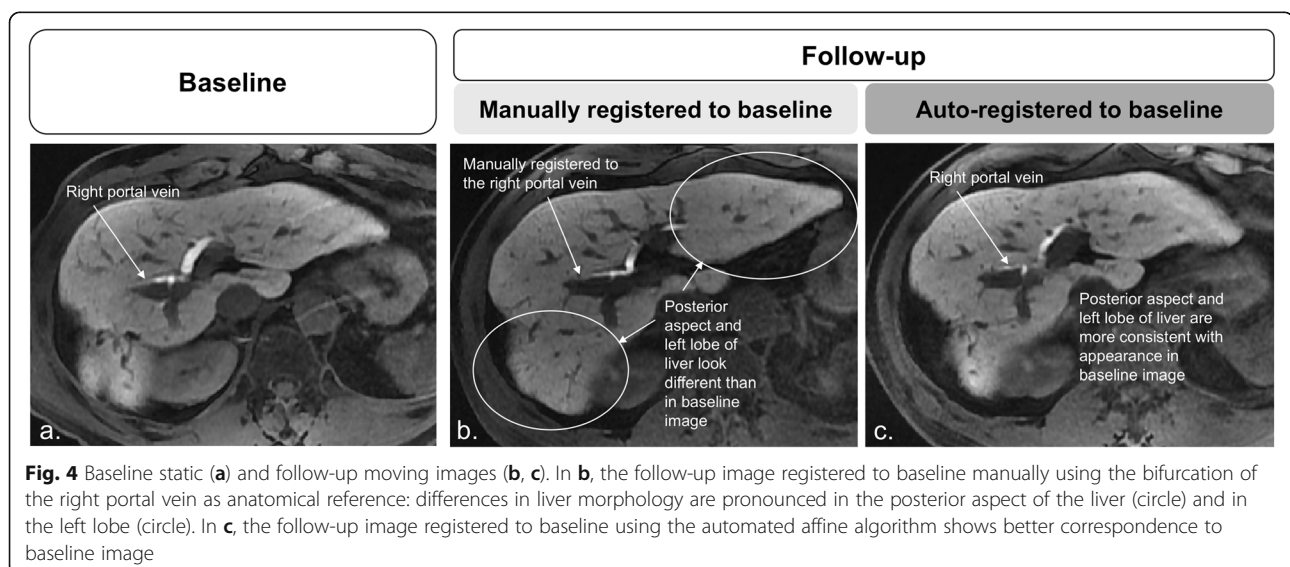 Baseline
Follow-up
Manually registered to baseline
Auto-registered to baseline
Right portal vein
a.
Manually registered to
the right portal vein
Posterior
aspect and
left lobe of
liver look
different than
in baseline
image
b.
Right portal vein
Posterior aspect and
left lobe of liver are
more consistent with
appearance in
baseline image
c.
Fig. 4 Baseline static (a) and follow-up moving images (b, c). In b, the follow-up image registered to baseline manually using the bifurcation of
the right portal vein as anatomical reference: differences in liver morphology are pronounced in the posterior aspect of the liver (circle) and in
the left lobe (circle). In c, the follow-up image registered to baseline using the automated affine algorithm shows better correspondence to
baseline image